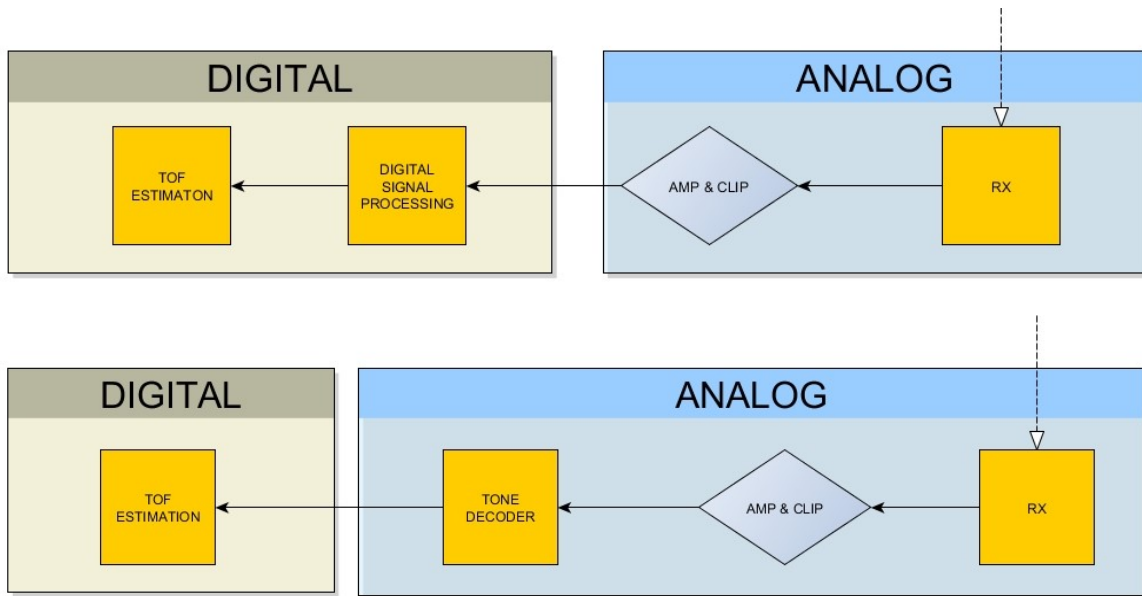 DIGITAL
ANALOG
TOF
ESTIMATON
DIGITAL
SIGNAL
PROCESSING
AMP & CLIP
RX
DIGITAL
ANALOG
TOF
ESTIMATION
TONE
DECODER
AMP & CLIP
RX